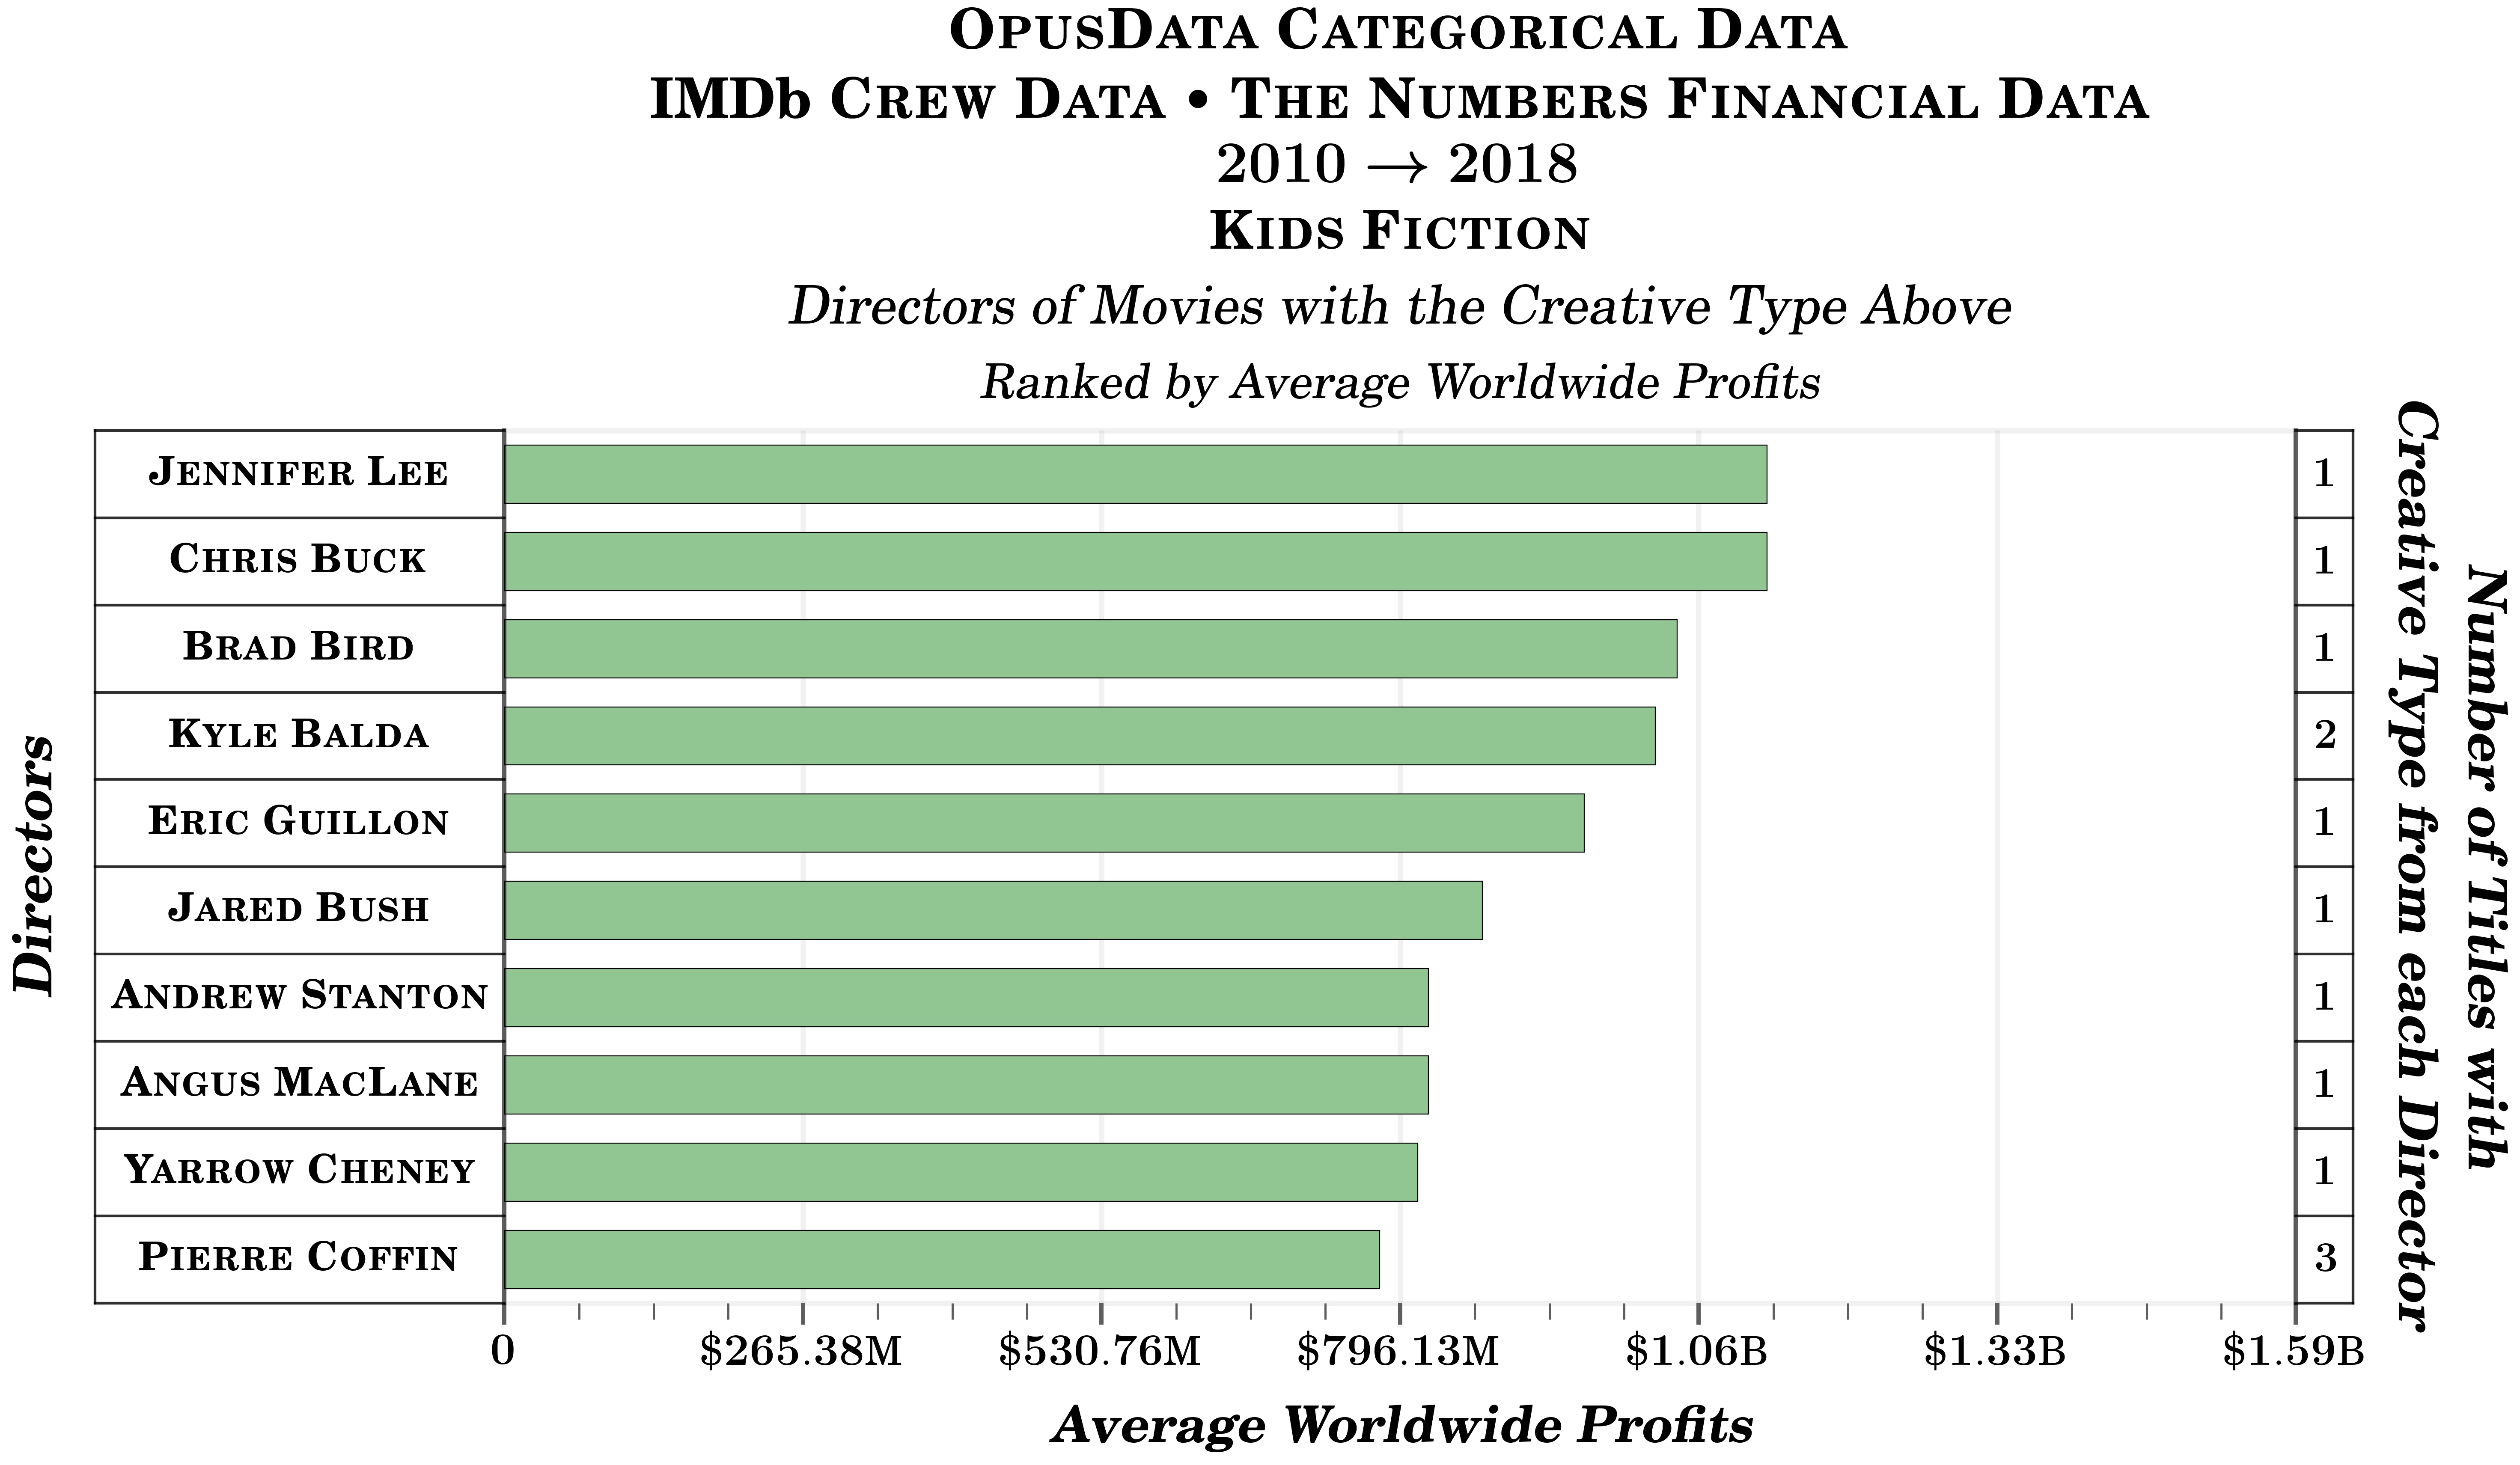 OpusData Categorical Data
IMDb Crew Data • The Numbers Financial Data
2010 → 2018
Kids Fiction
Directors of Movies with the Creative Type Above
Ranked by Average Worldwide Profits
Directors
Jennifer Lee 1
Chris Buck 1
Brad Bird 1
Kyle Balda 2
Eric Guillon 1
Jared Bush 1
Andrew Stanton 1
Angus MacLane 1
Yarrow Cheney 1
Pierre Coffin 3
Number of Titles with
Creative Type from each Director
0 $265.38M $530.76M $796.13M $1.06B $1.33B $1.59B
Average Worldwide Profits